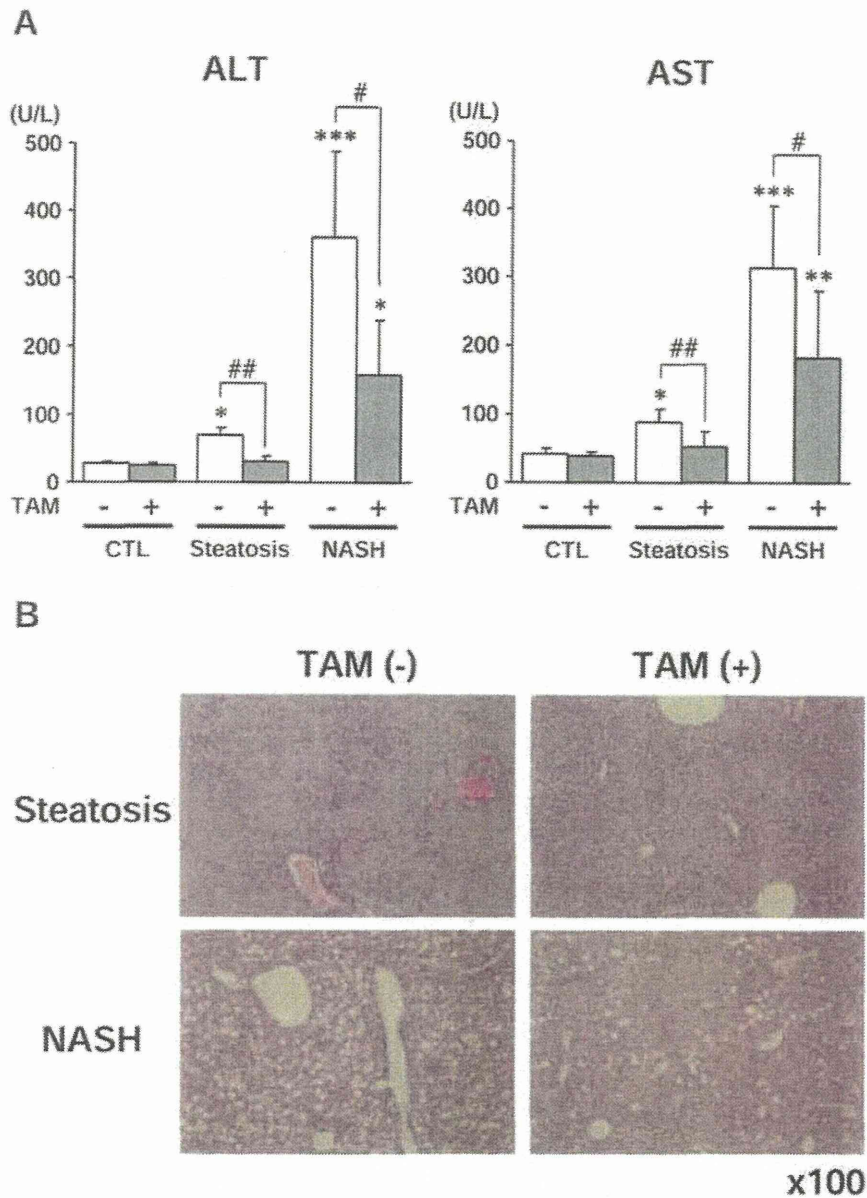 A
ALT
(U/L)
500
400
300
200
100
0
*
##
***
#
*
TAM - + - + - +
CTL Steatosis NASH
AST
(U/L)
500
400
300
200
100
0
*
##
***
#
**
TAM - + - + - +
CTL Steatosis NASH
B
TAM (-) TAM (+)
Steatosis
NASH
x100